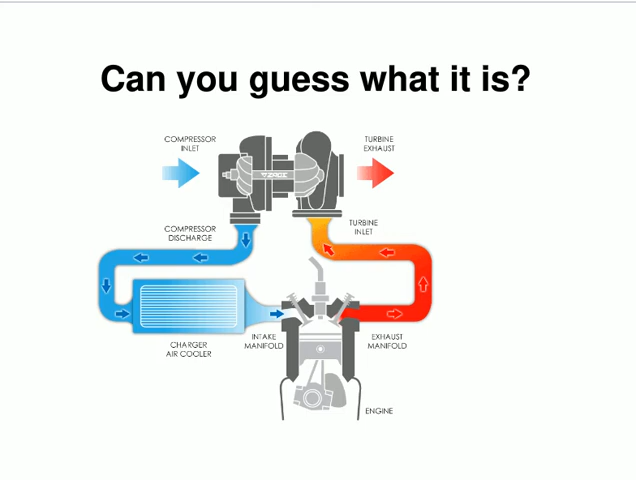 Can you guess what it is?
COMPRESSOR
INLET
TURBINE
EXHAUST
COMPRESSOR
DISCHARGE
TURBINE
INLET
CHARGER
AIR COOLER
INTAKE
MANIFOLD
EXHAUST
MANIFOLD
ENGINE